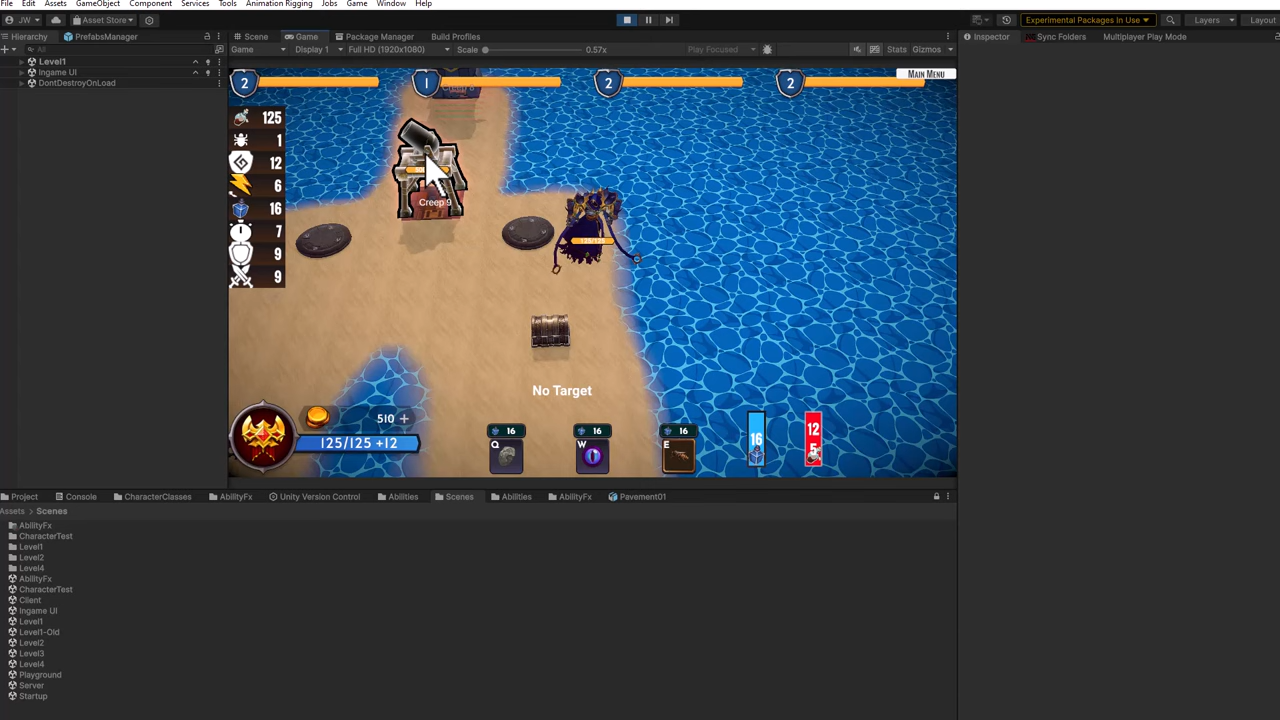 File Edit Assets GameObject Component Services Tools Animation Rigging Jobs Game Window Help
JW Asset Store Experimental Packages In Use Layers Layout
Hierarchy PrefabsManager Scene Game Package Manager Build Profiles Inspector Sync Folders Multiplayer Play Mode
All Game Display 1 Full HD (1920x1080) Scale 0.57x Play Focused Stats Gizmos
Level1
Ingame UI
DontDestroyOnLoad
Main Menu
2 1 2 2
125
1
12
6
16
7
9
9
Creep 9
125/125
No Target
510 +
125/125 +12
16 16 16
Q W E
16
12
5
Project Console CharacterClasses AbilityFx Unity Version Control Abilities Scenes Abilities AbilityFx Pavement01
Assets > Scenes
AbilityFx
CharacterTest
Level1
Level2
Level4
AbilityFx
CharacterTest
Client
Ingame UI
Level1
Level1-Old
Level2
Level3
Level4
Playground
Server
Startup